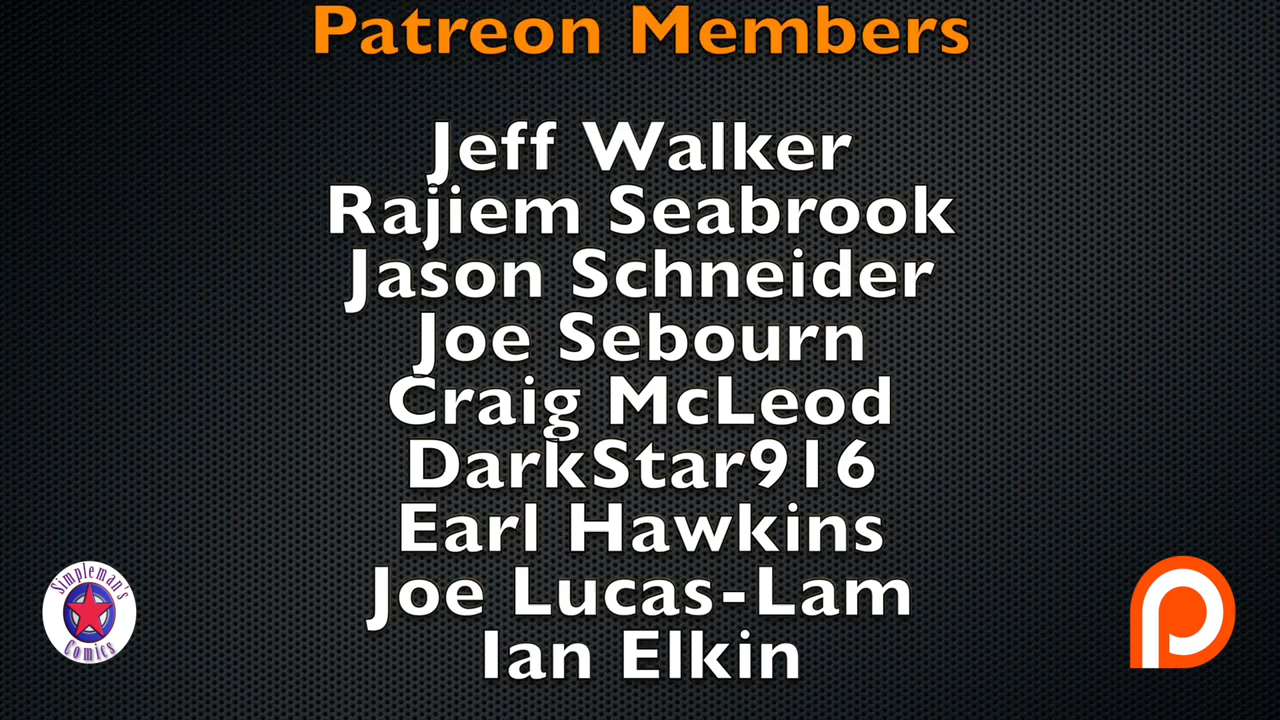 Patreon Members
Jeff Walker
Rajiem Seabrook
Jason Schneider
Joe Sebourn
Craig McLeod
DarkStar916
Earl Hawkins
Joe Lucas-Lam
Ian Elkin
Simpleman's
Comics